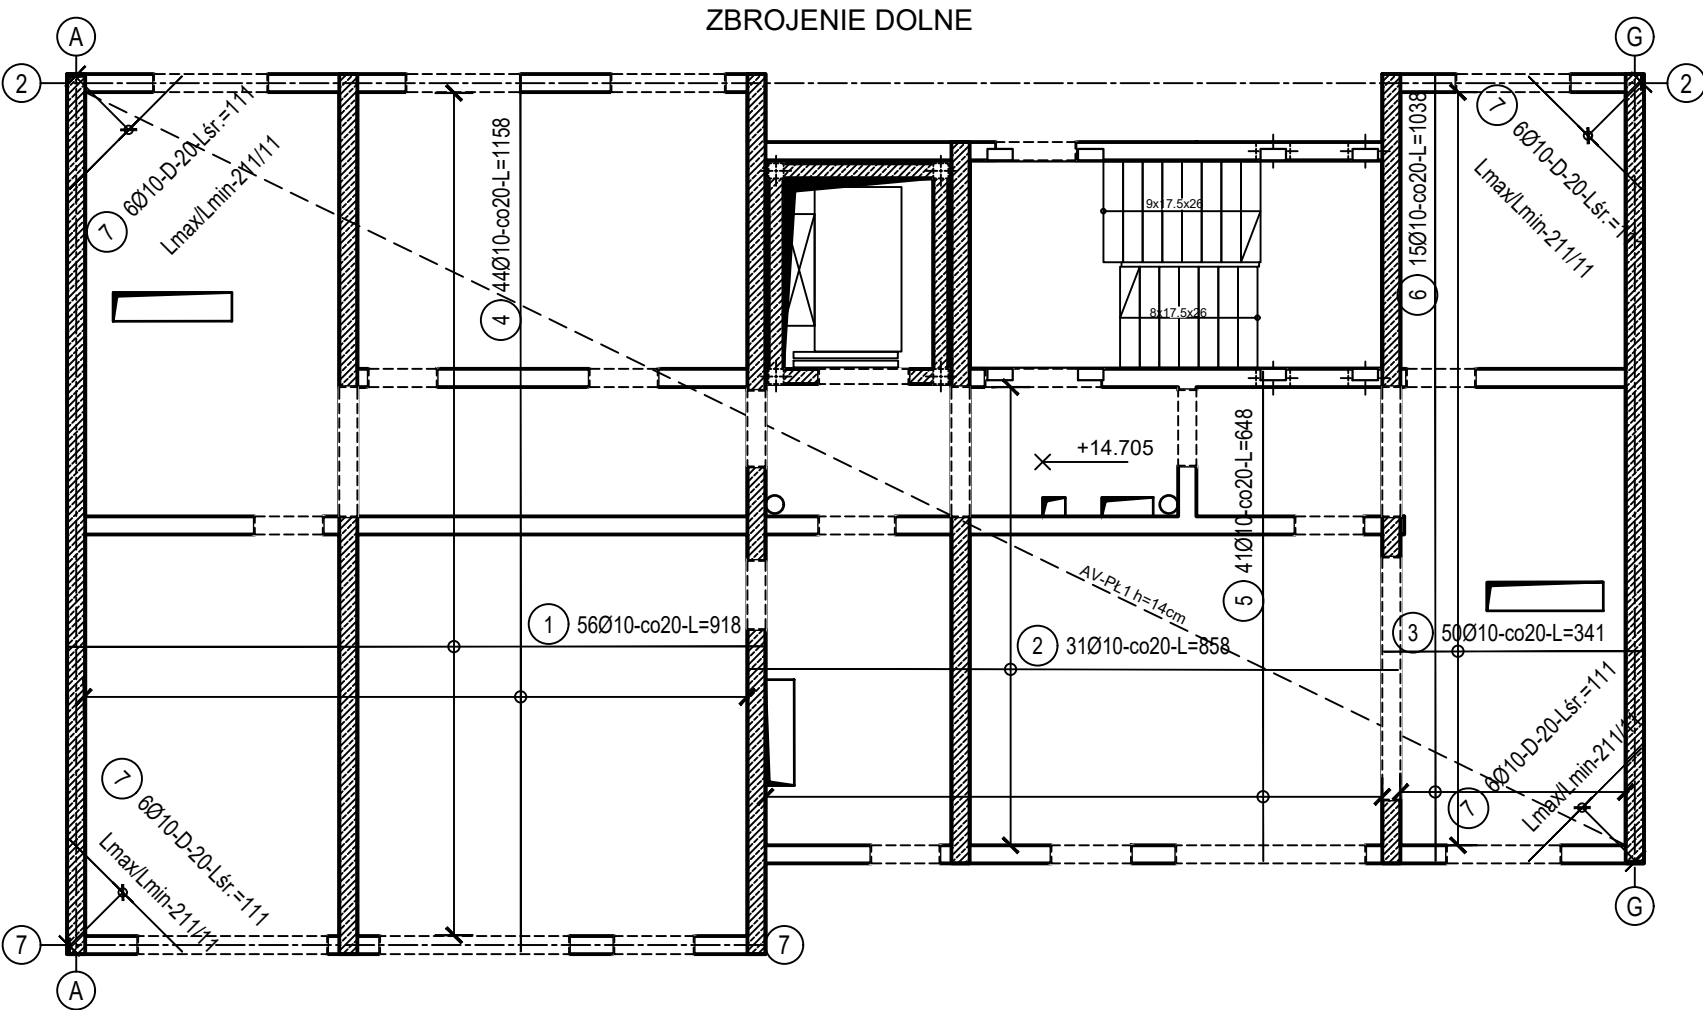 ZBROJENIE DOLNE
A
G
2
2
7
6Ø10-D-20-Lśr.=111
Lmax/Lmin-211/11
4
44Ø10-co20-L=1158
9x17.5x26
8x17.5x26
6
15Ø10-co20-L=1038
7
6Ø10-D-20-Lśr.=
Lmax/Lmin-211/11
+14.705
5
41Ø10-co20-L=648
AV-PŁ1 h=14cm
1
56Ø10-co20-L=918
2
31Ø10-co20-L=858
3
50Ø10-co20-L=341
7
6Ø10-D-20-Lśr.=111
Lmax/Lmin-211/11
7
6Ø10-D-20-Lśr.=111
Lmax/Lmin-211/11
7
7
A
G